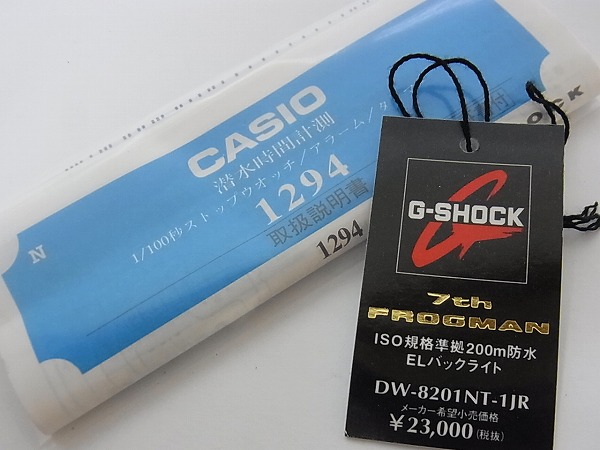 CASIO
潜水時間計測
1/100秒ストップウオッチ/アラーム/タ
付
1294
取扱説明書
1294
N
OCK
G-SHOCK
7th
FROGMAN
ISO規格準拠200m防水
ELバックライト
DW-8201NT-1JR
メーカー希望小売価格
￥23,000(税抜)